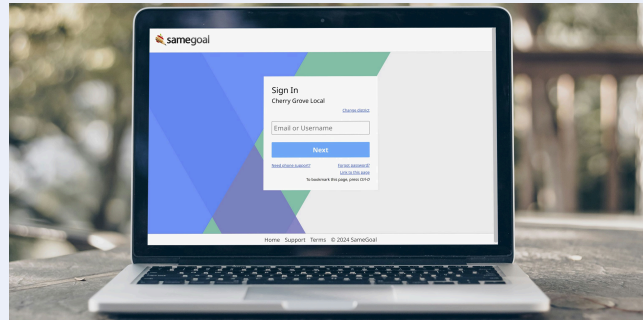 samegoal
Sign In
Cherry Grove Local
Change district
Email or Username
Next
Need phone support? Forgot password?
Link to this page
To bookmark this page, press Ctrl-D
Home Support Terms © 2024 SameGoal